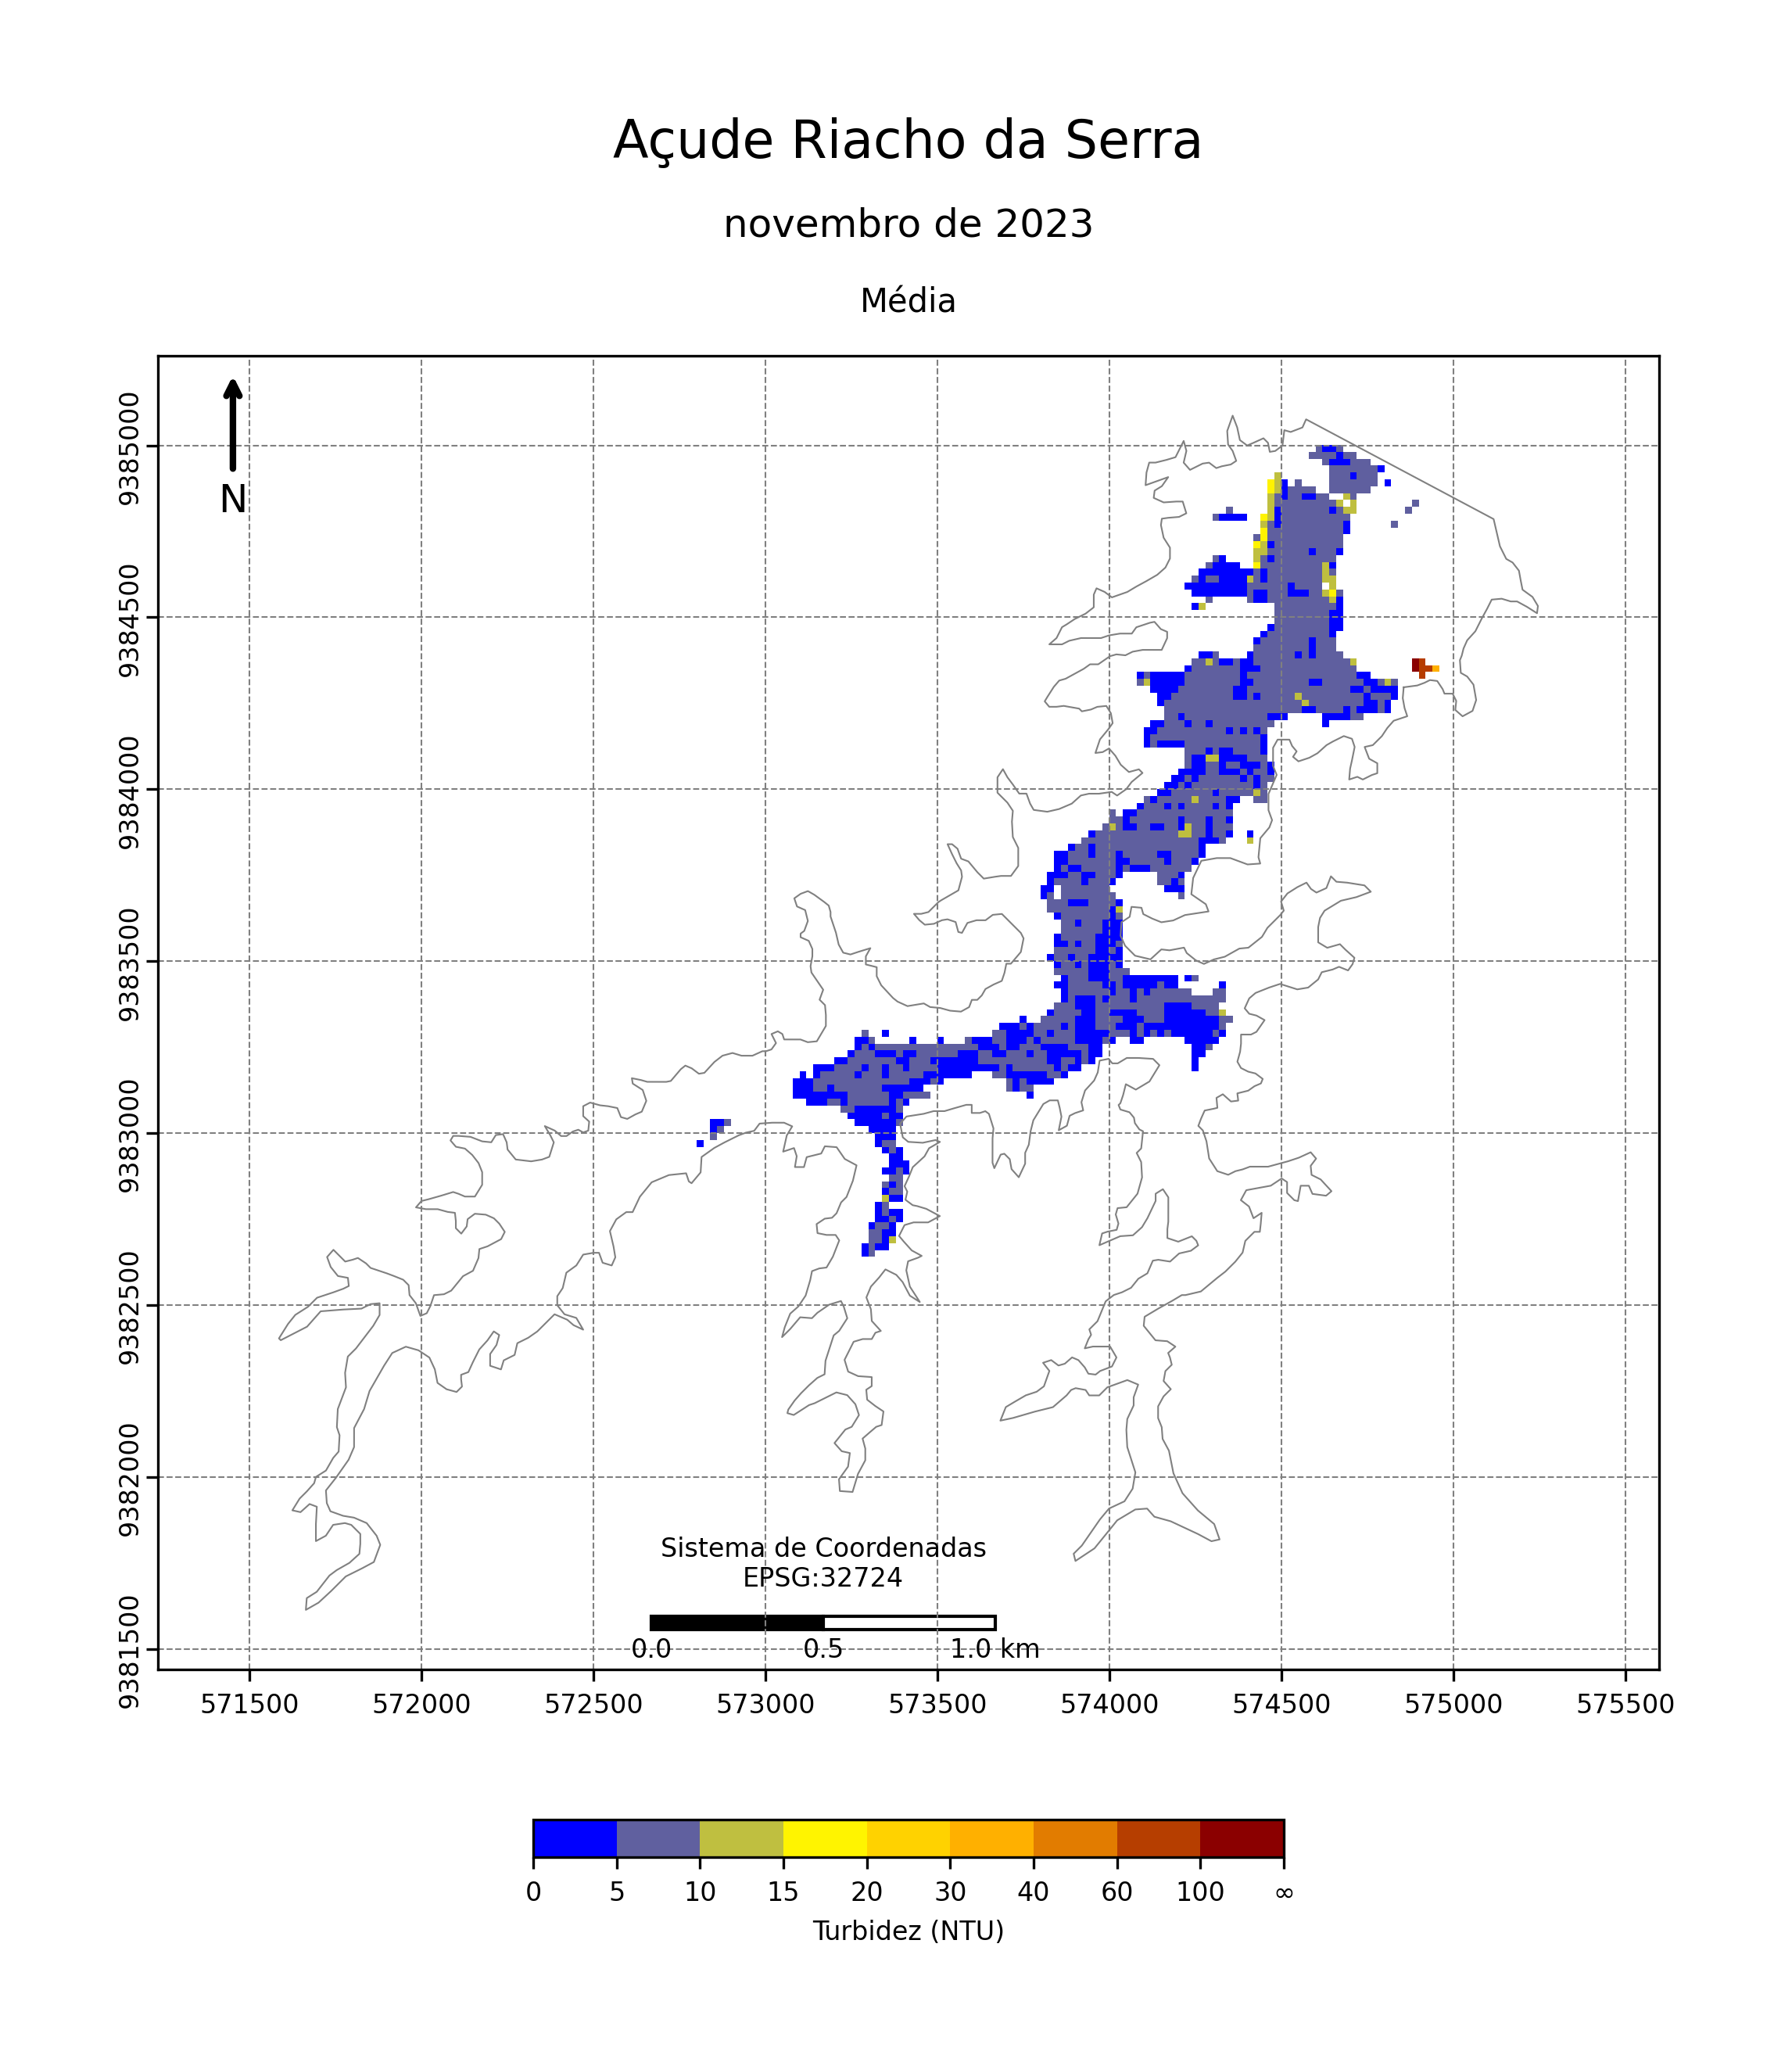 Açude Riacho da Serra
novembro de 2023
Média
N
9385000
9384500
9384000
9383500
9383000
9382500
9382000
9381500
Sistema de Coordenadas
EPSG:32724
0.0 0.5 1.0 km
571500 572000 572500 573000 573500 574000 574500 575000 575500
0 5 10 15 20 30 40 60 100 ∞
Turbidez (NTU)